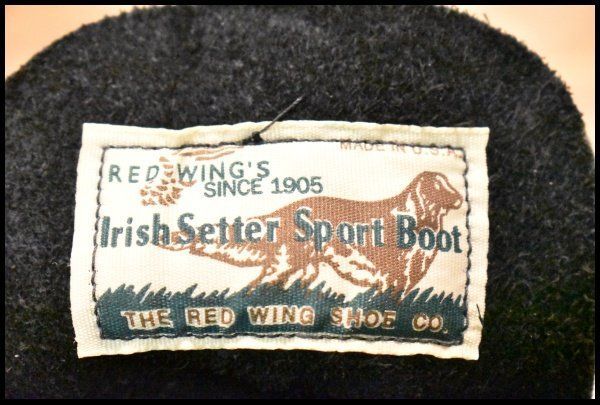 MADE IN U.S.A.
RED WING'S
SINCE 1905
Irish Setter Sport Boot
THE RED WING SHOE CO.